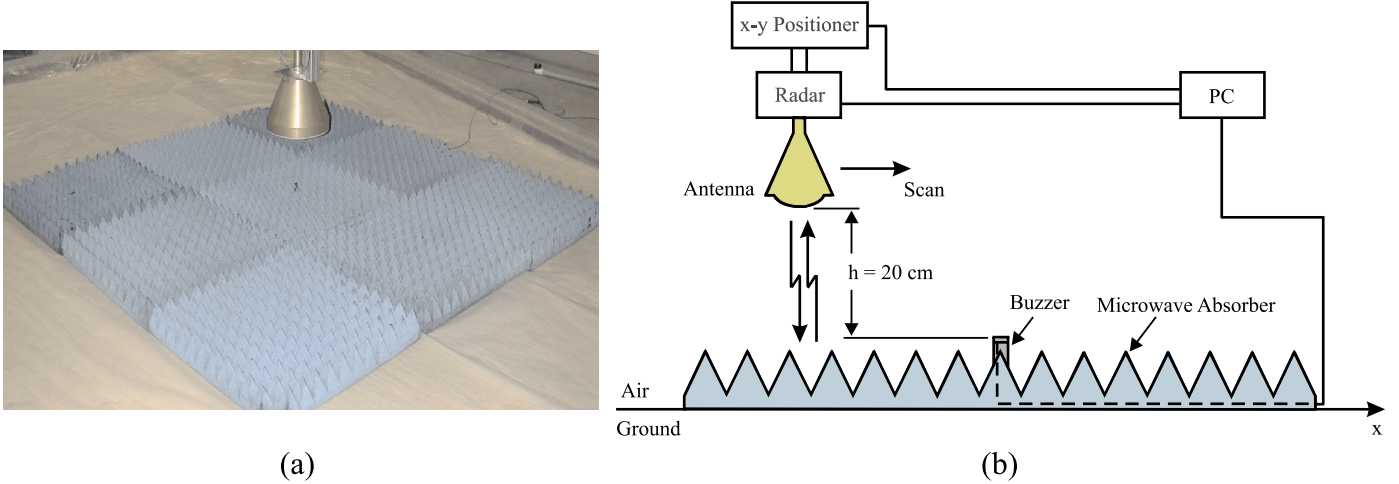 x-y Positioner
Radar
PC
Antenna
Scan
h = 20 cm
Buzzer
Microwave Absorber
Air
Ground
x
(a)
(b)